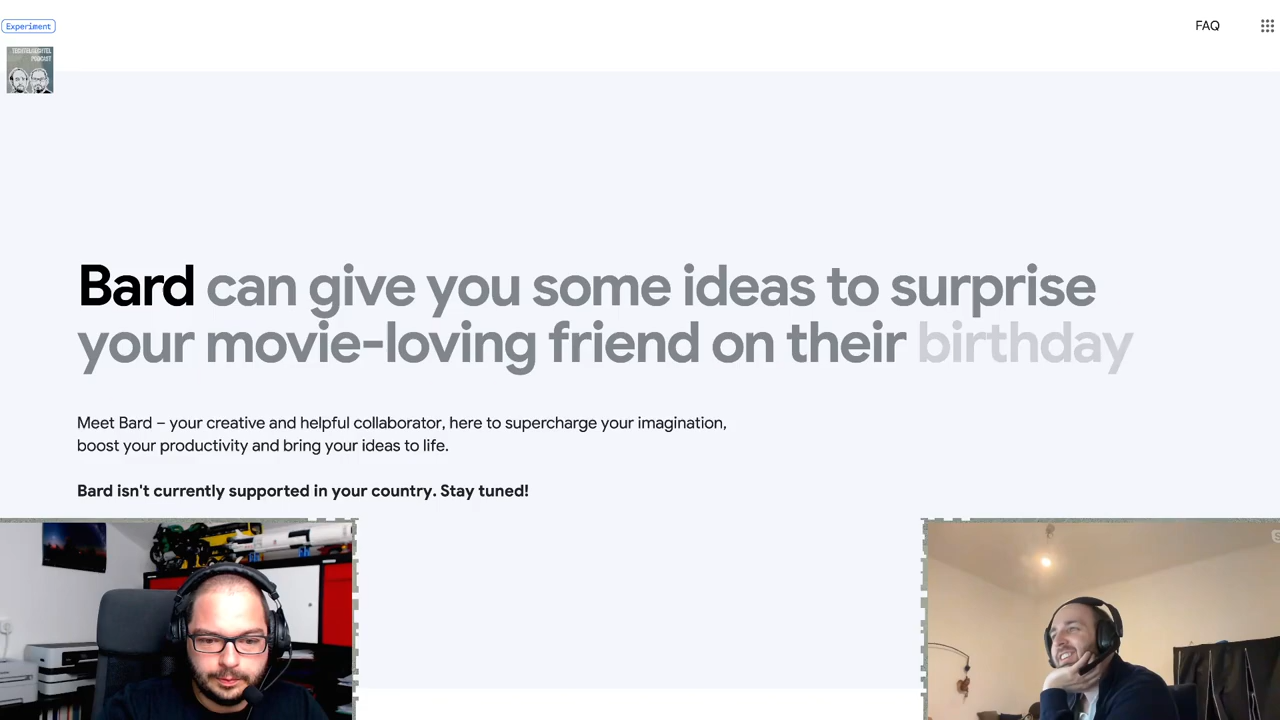 Experiment
FAQ
TECHTELMECHTEL
PODCAST
Bard can give you some ideas to surprise
your movie-loving friend on their birthday
Meet Bard – your creative and helpful collaborator, here to supercharge your imagination,
boost your productivity and bring your ideas to life.
Bard isn't currently supported in your country. Stay tuned!